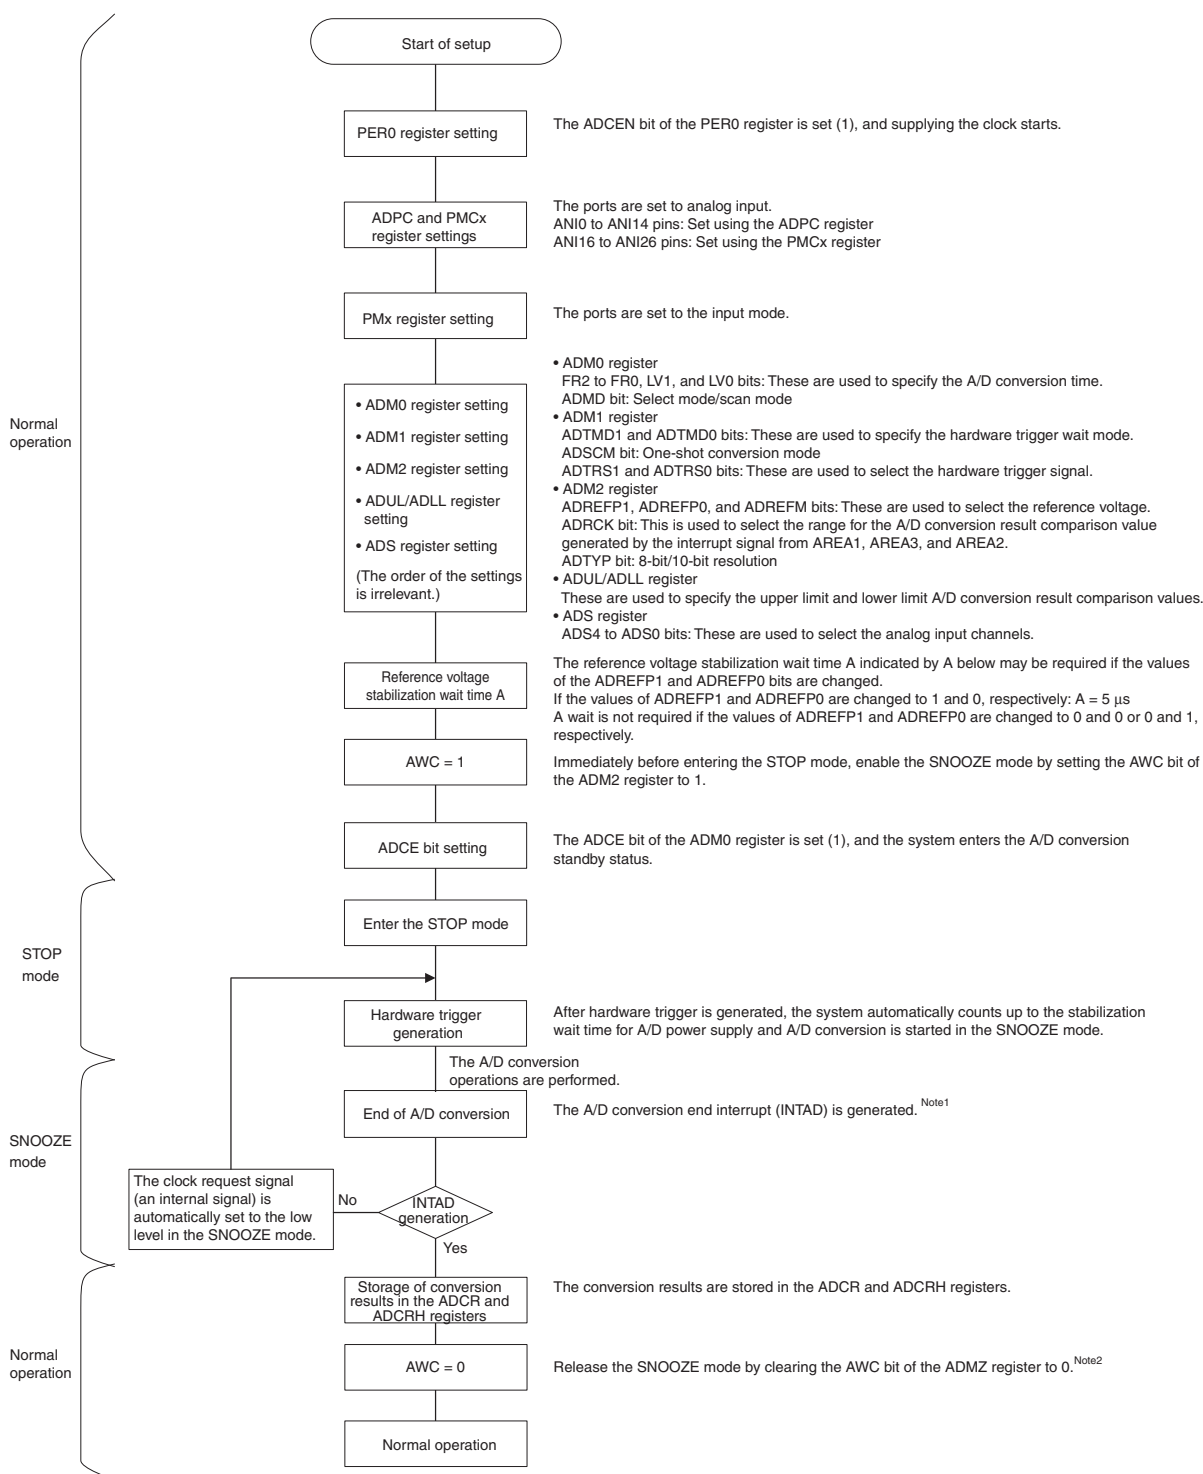 Start of setup
PER0 register setting
The ADCEN bit of the PER0 register is set (1), and supplying the clock starts.
ADPC and PMCx
register settings
The ports are set to analog input.
ANI0 to ANI14 pins: Set using the ADPC register
ANI16 to ANI26 pins: Set using the PMCx register
PMx register setting
The ports are set to the input mode.
Normal
operation
• ADM0 register setting
• ADM1 register setting
• ADM2 register setting
• ADUL/ADLL register
setting
• ADS register setting
(The order of the settings
is irrelevant.)
• ADM0 register
FR2 to FR0, LV1, and LV0 bits: These are used to specify the A/D conversion time.
ADMD bit: Select mode/scan mode
• ADM1 register
ADTMD1 and ADTMD0 bits: These are used to specify the hardware trigger wait mode.
ADSCM bit: One-shot conversion mode
ADTRS1 and ADTRS0 bits: These are used to select the hardware trigger signal.
• ADM2 register
ADREFP1, ADREFP0, and ADREFM bits: These are used to select the reference voltage.
ADRCK bit: This is used to select the range for the A/D conversion result comparison value
generated by the interrupt signal from AREA1, AREA3, and AREA2.
ADTYP bit: 8-bit/10-bit resolution
• ADUL/ADLL register
These are used to specify the upper limit and lower limit A/D conversion result comparison values.
• ADS register
ADS4 to ADS0 bits: These are used to select the analog input channels.
Reference voltage
stabilization wait time A
The reference voltage stabilization wait time A indicated by A below may be required if the values
of the ADREFP1 and ADREFP0 bits are changed.
If the values of ADREFP1 and ADREFP0 are changed to 1 and 0, respectively: A = 5 μs
A wait is not required if the values of ADREFP1 and ADREFP0 are changed to 0 and 0 or 0 and 1,
respectively.
AWC = 1
Immediately before entering the STOP mode, enable the SNOOZE mode by setting the AWC bit of
the ADM2 register to 1.
ADCE bit setting
The ADCE bit of the ADM0 register is set (1), and the system enters the A/D conversion
standby status.
Enter the STOP mode
STOP
mode
Hardware trigger
generation
After hardware trigger is generated, the system automatically counts up to the stabilization
wait time for A/D power supply and A/D conversion is started in the SNOOZE mode.
The A/D conversion
operations are performed.
End of A/D conversion
The A/D conversion end interrupt (INTAD) is generated. Note1
SNOOZE
mode
The clock request signal
(an internal signal) is
automatically set to the low
level in the SNOOZE mode.
No
INTAD
generation
Yes
Storage of conversion
results in the ADCR and
ADCRH registers
The conversion results are stored in the ADCR and ADCRH registers.
Normal
operation
AWC = 0
Release the SNOOZE mode by clearing the AWC bit of the ADMZ register to 0.Note2
Normal operation